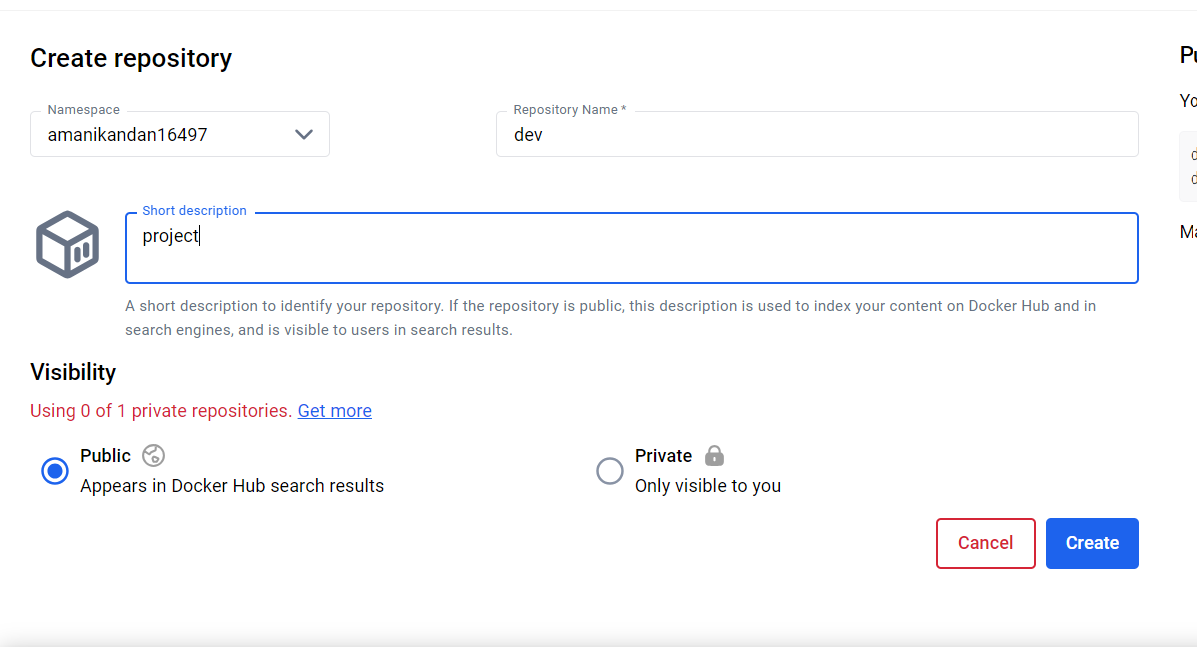 Create repository
Namespace
amanikandan16497
Repository Name *
dev
Short description
project
A short description to identify your repository. If the repository is public, this description is used to index your content on Docker Hub and in
search engines, and is visible to users in search results.
Visibility
Using 0 of 1 private repositories. Get more
Public
Appears in Docker Hub search results
Private
Only visible to you
Cancel
Create